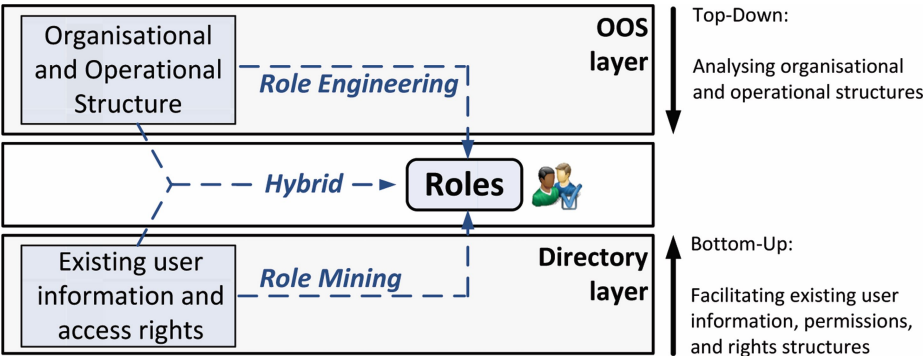 Organisational
and Operational
Structure
Role Engineering
OOS
layer
Top-Down:
Analysing organisational
and operational structures
Hybrid
Roles
Existing user
information and
access rights
Role Mining
Directory
layer
Bottom-Up:
Facilitating existing user
information, permissions,
and rights structures